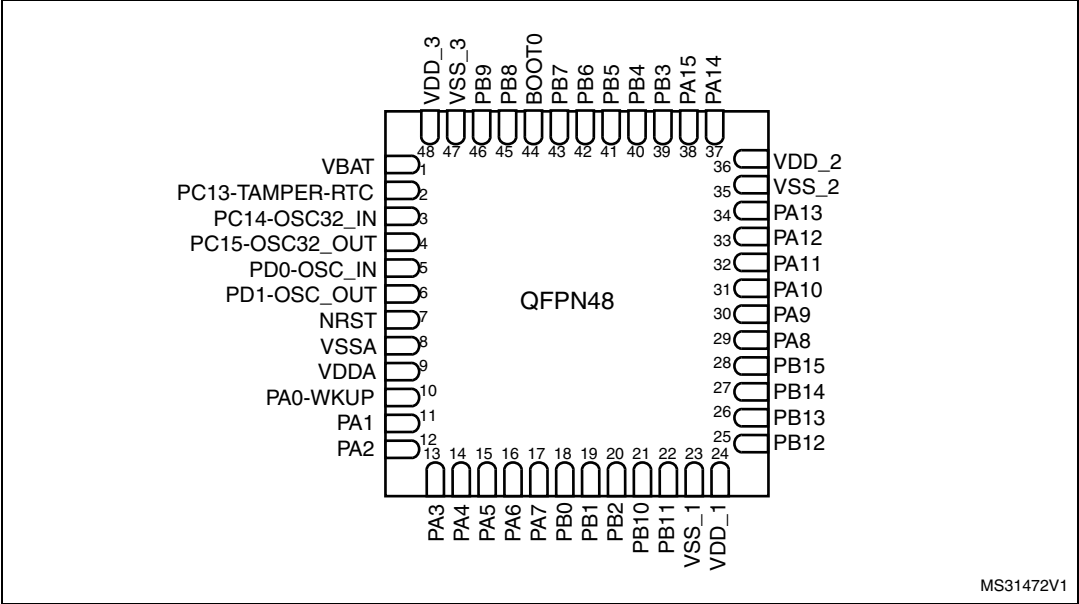 VDD_3
VSS_3
PB9
PB8
BOOT0
PB7
PB6
PB5
PB4
PB3
PA15
PA14
48 47 46 45 44 43 42 41 40 39 38 37
VBAT 1
PC13-TAMPER-RTC 2
PC14-OSC32_IN 3
PC15-OSC32_OUT 4
PD0-OSC_IN 5
PD1-OSC_OUT 6
NRST 7
VSSA 8
VDDA 9
PA0-WKUP 10
PA1 11
PA2 12
QFPN48
36 VDD_2
35 VSS_2
34 PA13
33 PA12
32 PA11
31 PA10
30 PA9
29 PA8
28 PB15
27 PB14
26 PB13
25 PB12
13 14 15 16 17 18 19 20 21 22 23 24
PA3
PA4
PA5
PA6
PA7
PB0
PB1
PB2
PB10
PB11
VSS_1
VDD_1
MS31472V1